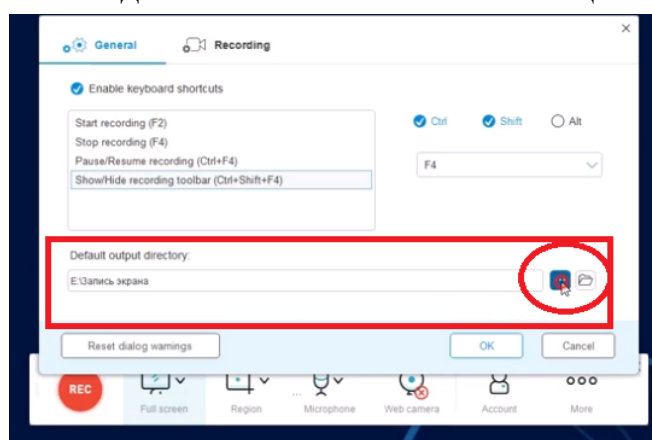 General Recording
Enable keyboard shortcuts
Start recording (F2)
Stop recording (F4)
Pause/Resume recording (Ctrl+F4)
Show/Hide recording toolbar (Ctrl+Shift+F4)
Ctrl Shift Alt
F4
Default output directory:
E:\Запись экрана
Reset dialog warnings OK Cancel
REC
Full screen Region ... Microphone Web camera Account More